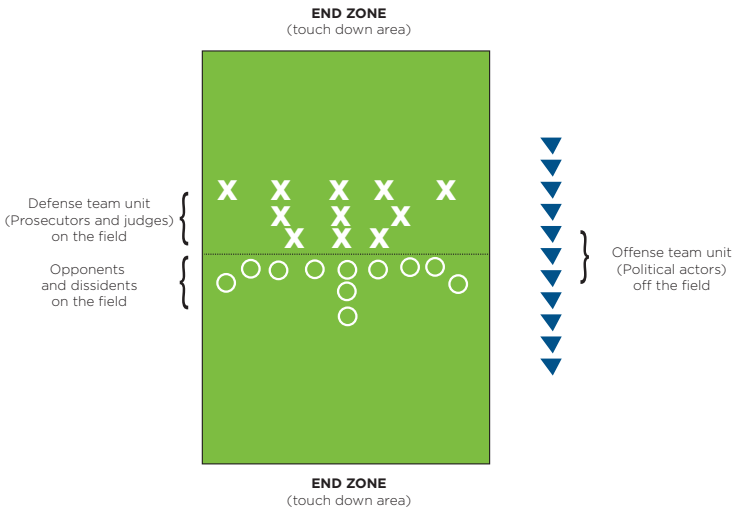 END ZONE
(touch down area)
X X X X X
X X X
X X X
Defense team unit
(Prosecutors and judges)
on the field
Opponents
and dissidents
on the field
Offense team unit
(Political actors)
off the field
END ZONE
(touch down area)